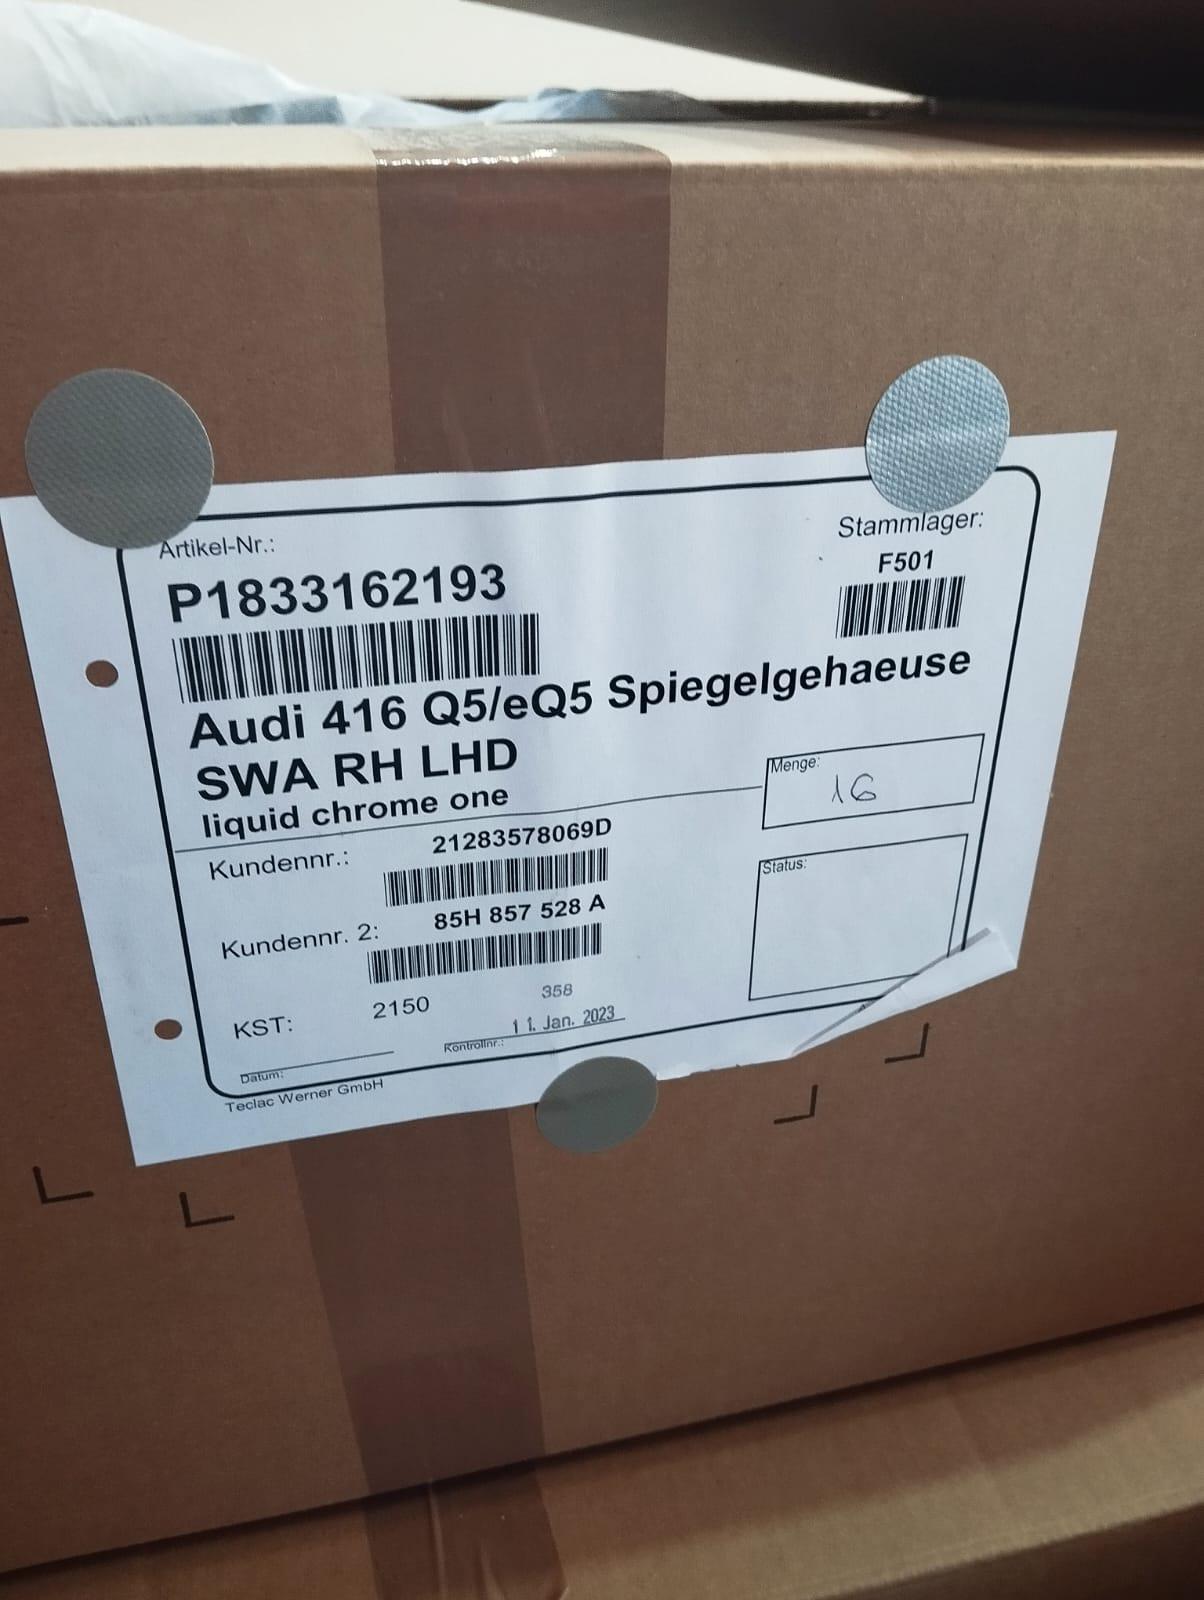 Artikel-Nr.:
P1833162193
Stammlager:
F501
Audi 416 Q5/eQ5 Spiegelgehaeuse
SWA RH LHD
liquid chrome one
Menge:
16
Kundennr.:
21283578069D
Kundennr. 2:
85H 857 528 A
Status:
KST:
2150
358
11. Jan. 2023
Kontrollnr.:
Datum:
Teclac Werner GmbH